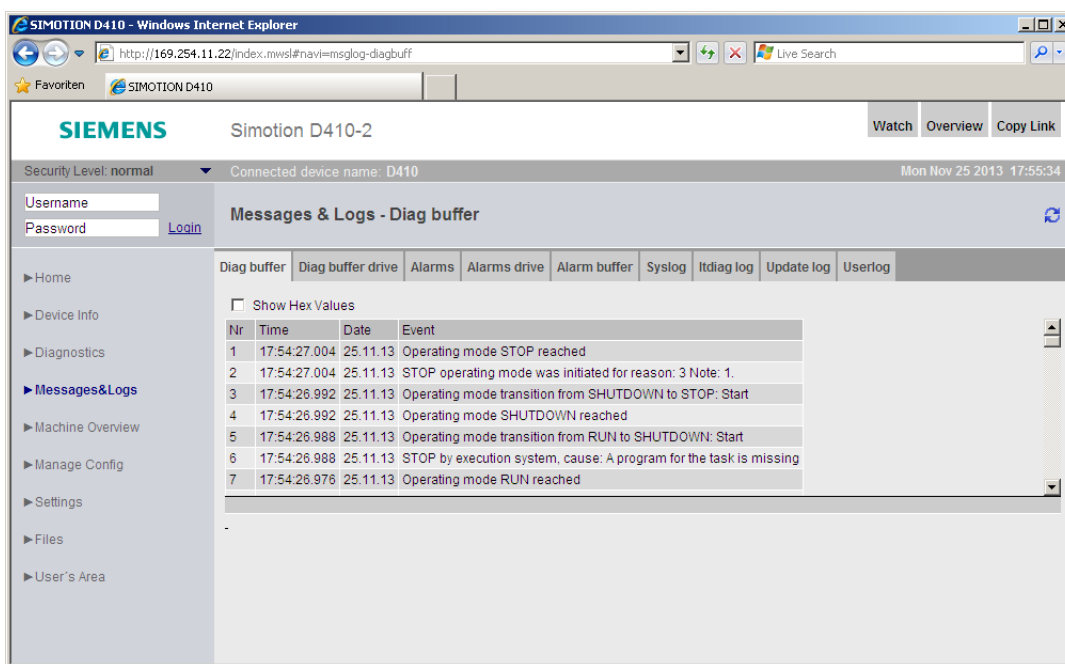 SIMOTION D410 - Windows Internet Explorer
http://169.254.11.22/index.mwsl#navi=msglog-diagbuff
Live Search
Favoriten
SIMOTION D410
SIEMENS
Simotion D410-2
Watch Overview Copy Link
Security Level: normal
Connected device name: D410
Mon Nov 25 2013 17:55:34
Username
Password
Login
Messages & Logs - Diag buffer
Diag buffer Diag buffer drive Alarms Alarms drive Alarm buffer Syslog Itdiag log Update log Userlog
Home
Device Info
Diagnostics
Messages&Logs
Machine Overview
Manage Config
Settings
Files
User's Area
Show Hex Values
Nr Time Date Event
1 17:54:27.004 25.11.13 Operating mode STOP reached
2 17:54:27.004 25.11.13 STOP operating mode was initiated for reason: 3 Note: 1.
3 17:54:26.992 25.11.13 Operating mode transition from SHUTDOWN to STOP: Start
4 17:54:26.992 25.11.13 Operating mode SHUTDOWN reached
5 17:54:26.988 25.11.13 Operating mode transition from RUN to SHUTDOWN: Start
6 17:54:26.988 25.11.13 STOP by execution system, cause: A program for the task is missing
7 17:54:26.976 25.11.13 Operating mode RUN reached
-